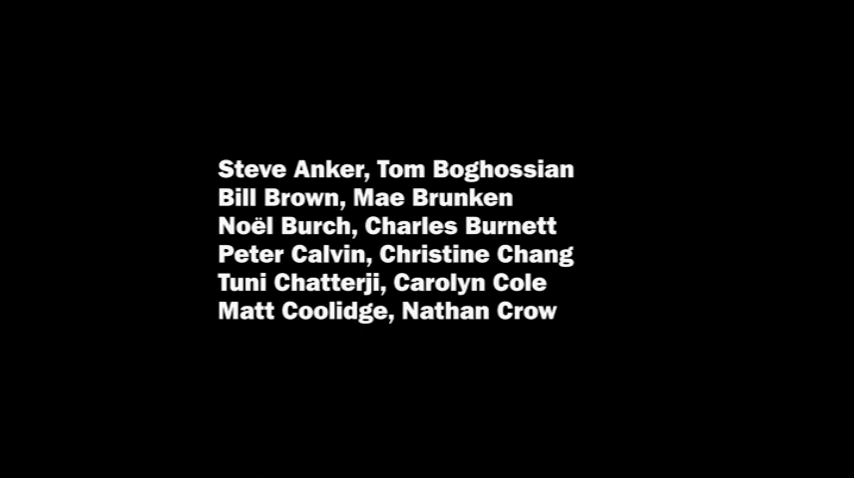 Steve Anker, Tom Boghossian
Bill Brown, Mae Brunken
Noël Burch, Charles Burnett
Peter Calvin, Christine Chang
Tuni Chatterji, Carolyn Cole
Matt Coolidge, Nathan Crow